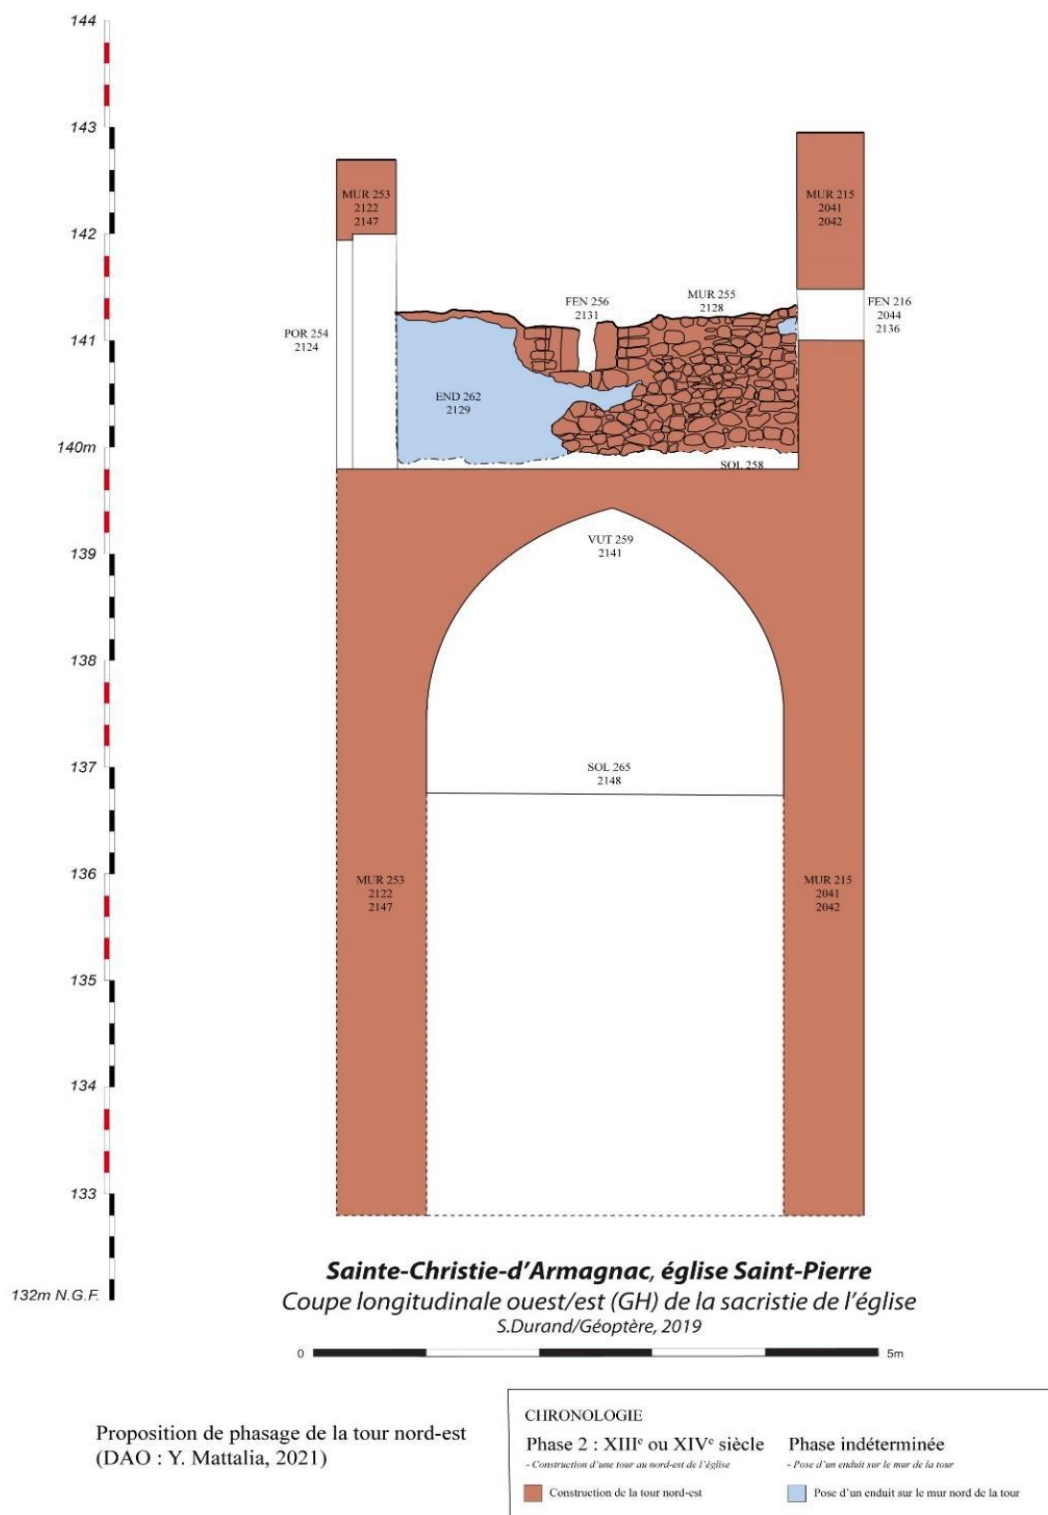 144
143
142
141
140m
139
138
137
136
135
134
133
132m N.G.F.
MUR 253
2122
2147
MUR 215
2041
2042
POR 254
2124
FEN 256
2131
MUR 255
2128
FEN 216
2044
2136
END 262
2129
SOL 258
VUT 259
2141
SOL 265
2148
MUR 253
2122
2147
MUR 215
2041
2042
Sainte-Christie-d'Armagnac, église Saint-Pierre
Coupe longitudinale ouest/est (GH) de la sacristie de l'église
S.Durand/Géoptère, 2019
0 5m
Proposition de phasage de la tour nord-est
(DAO : Y. Mattalia, 2021)
CHRONOLOGIE
Phase 2 : XIIIe ou XIVe siècle
- Construction d'une tour au nord-est de l'église
Construction de la tour nord-est
Phase indéterminée
- Pose d'un enduit sur le mur de la tour
Pose d'un enduit sur le mur nord de la tour